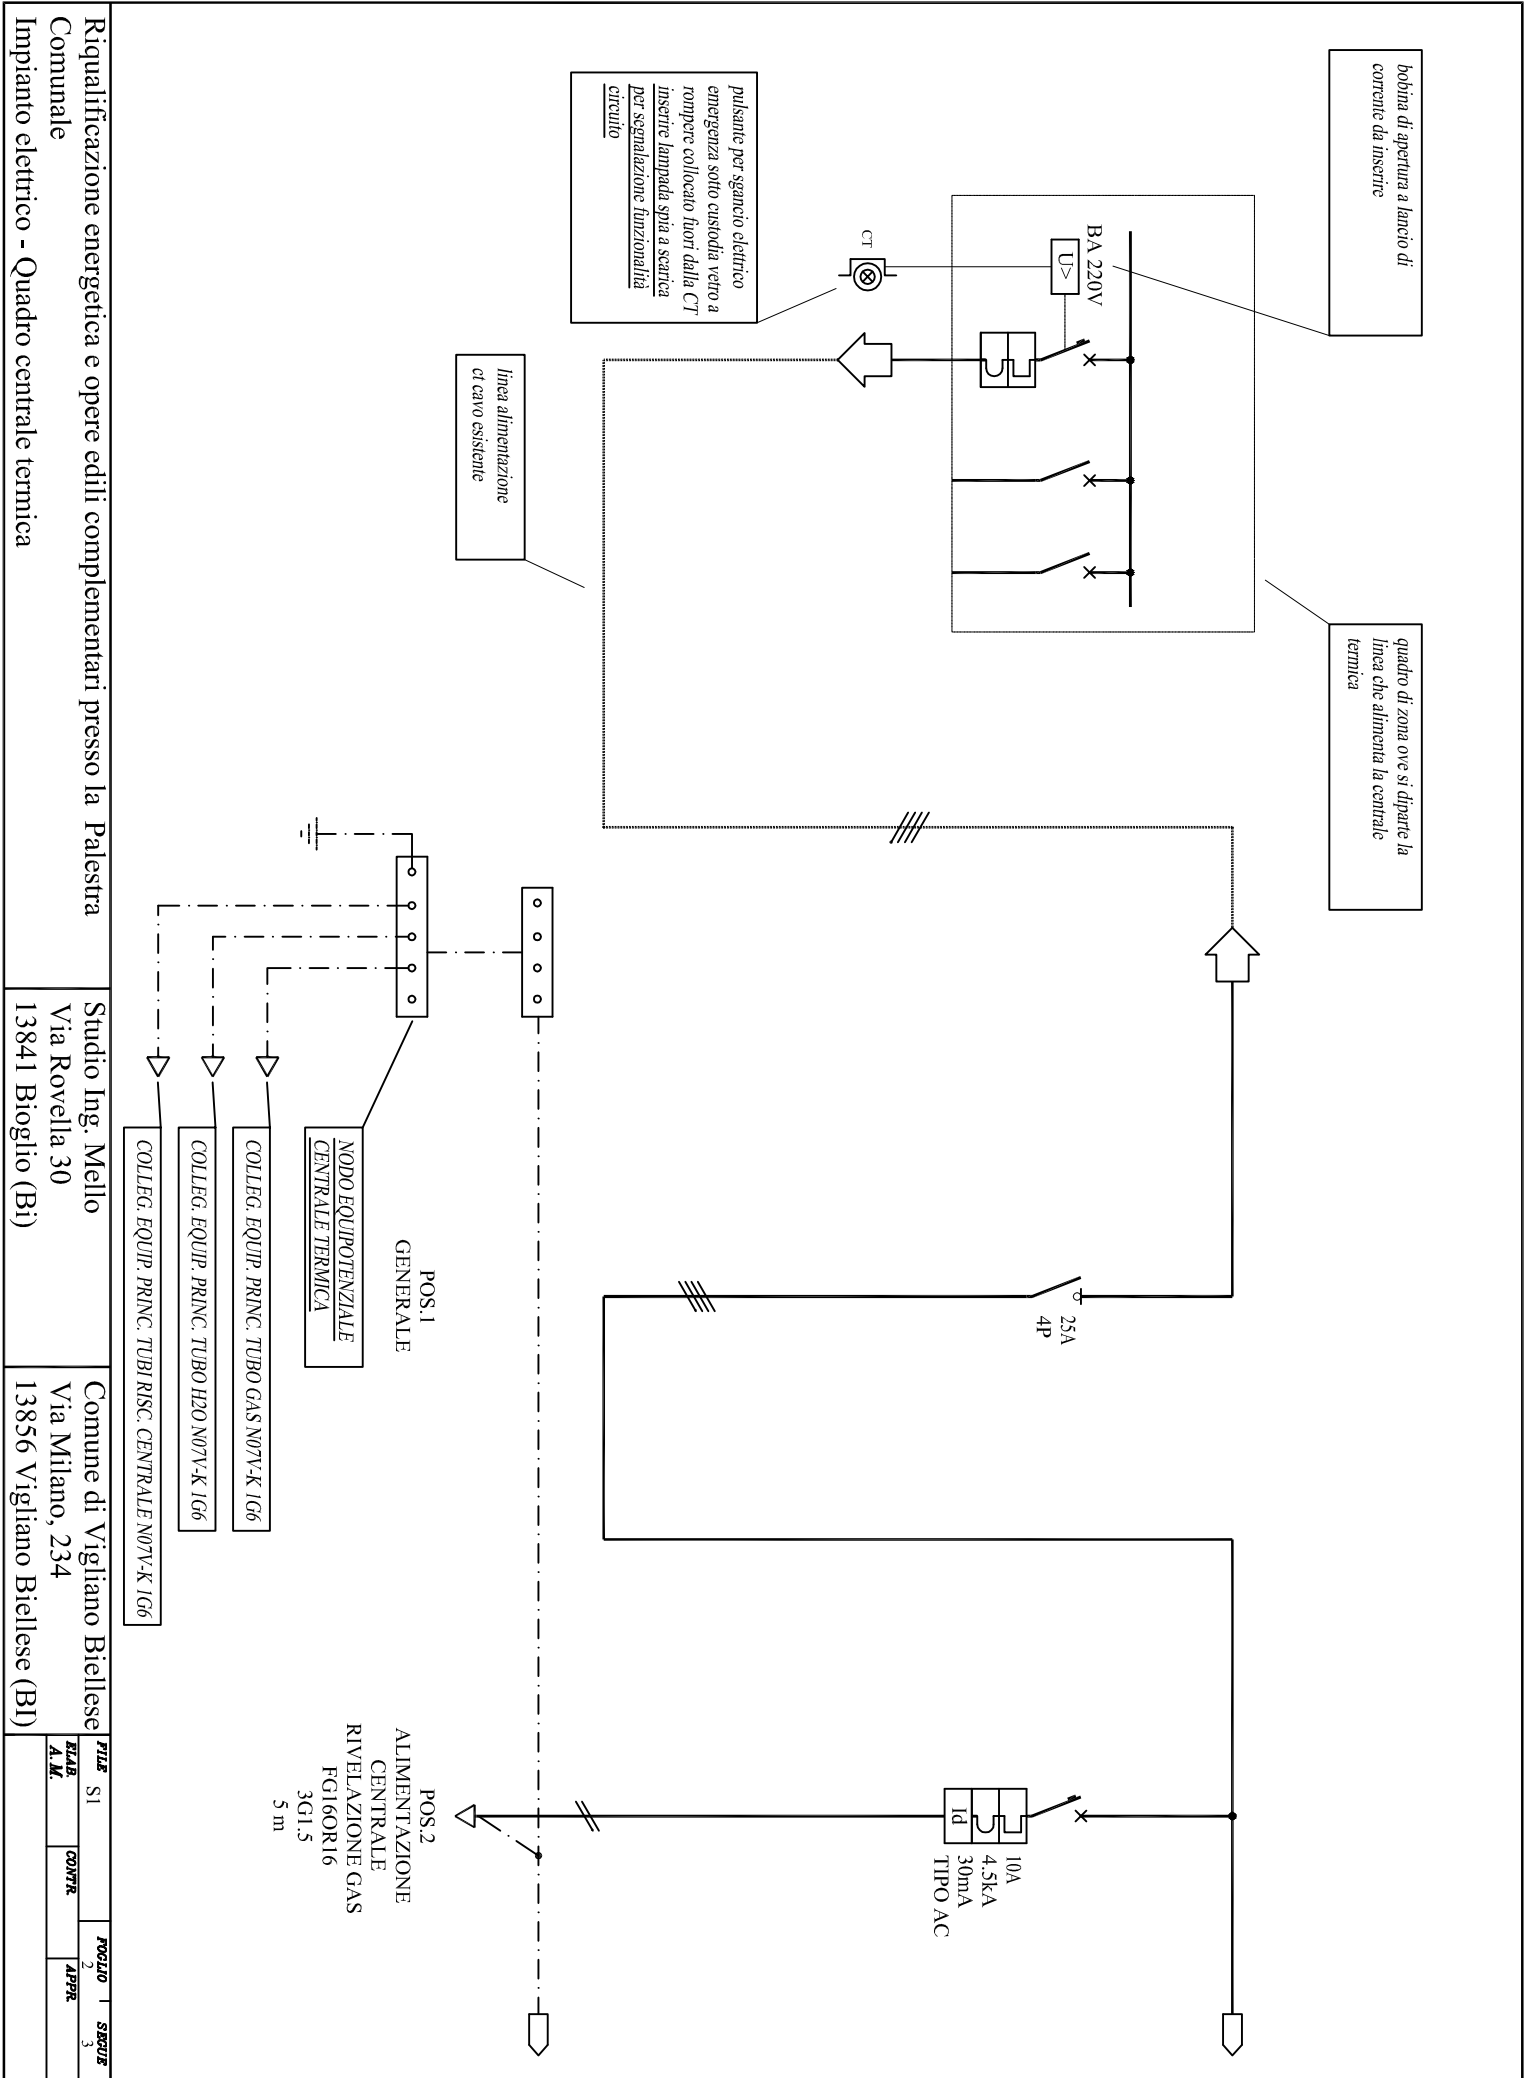 bobina di apertura a lancio di
corrente da inserire
quadro di zona ove si diparte la
linea che alimenta la centrale
termica
BA 220V
U>
CT
pulsante per sgancio elettrico
emergenza sotto custodia vetro a
rompere collocato fuori dalla CT
inserire lampada spia a scarica
per segnalazione funzionalità
circuito
linea alimentazione
ct cavo esistente
25A
4P
10A
4.5kA
30mA
TIPO AC
Id
POS.1
GENERALE
NODO EQUIPOTENZIALE
CENTRALE TERMICA
COLLEG. EQUIP. PRINC. TUBO GAS N07V-K 1G6
COLLEG. EQUIP. PRINC. TUBO H2O N07V-K 1G6
COLLEG. EQUIP. PRINC. TUBI RISC. CENTRALE N07V-K 1G6
POS.2
ALIMENTAZIONE
CENTRALE
RIVELAZIONE GAS
FG16OR16
3G1.5
5 m
Riqualificazione energetica e opere edili complementari presso la Palestra
Comunale
Impianto elettrico - Quadro centrale termica
Studio Ing. Mello
Via Rovella 30
13841 Bioglio (Bi)
Comune di Vigliano Biellese
Via Milano, 234
13856 Vigliano Biellese (BI)
FILE S1
FOGLIO 2
SEGUE 3
ELAB. A.M.
CONTR.
APPR.